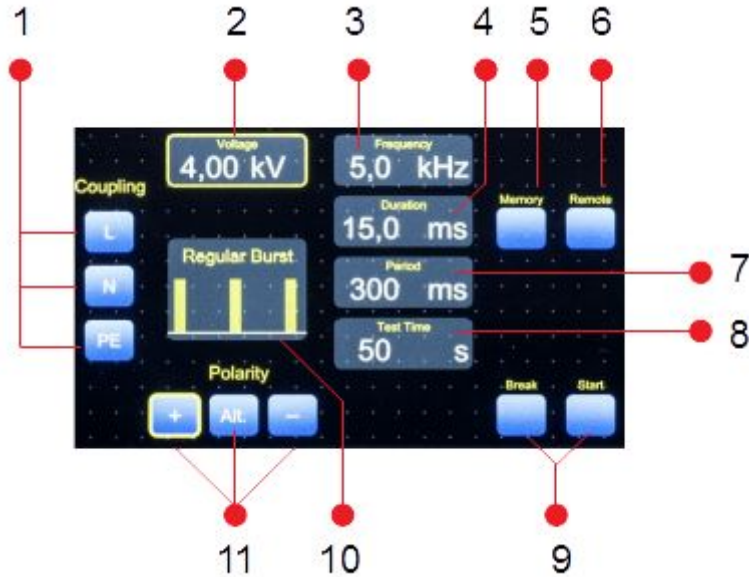 1 2 3 4 5 6
Voltage
4,00 kV
Frequency
5,0 kHz
Coupling
Duration
15,0 ms
Memory Remote
L
Regular Burst
Period
300 ms
7
N
Test Time
50 s
8
PE
Polarity
Break Start
+ Alt. −
11 10 9